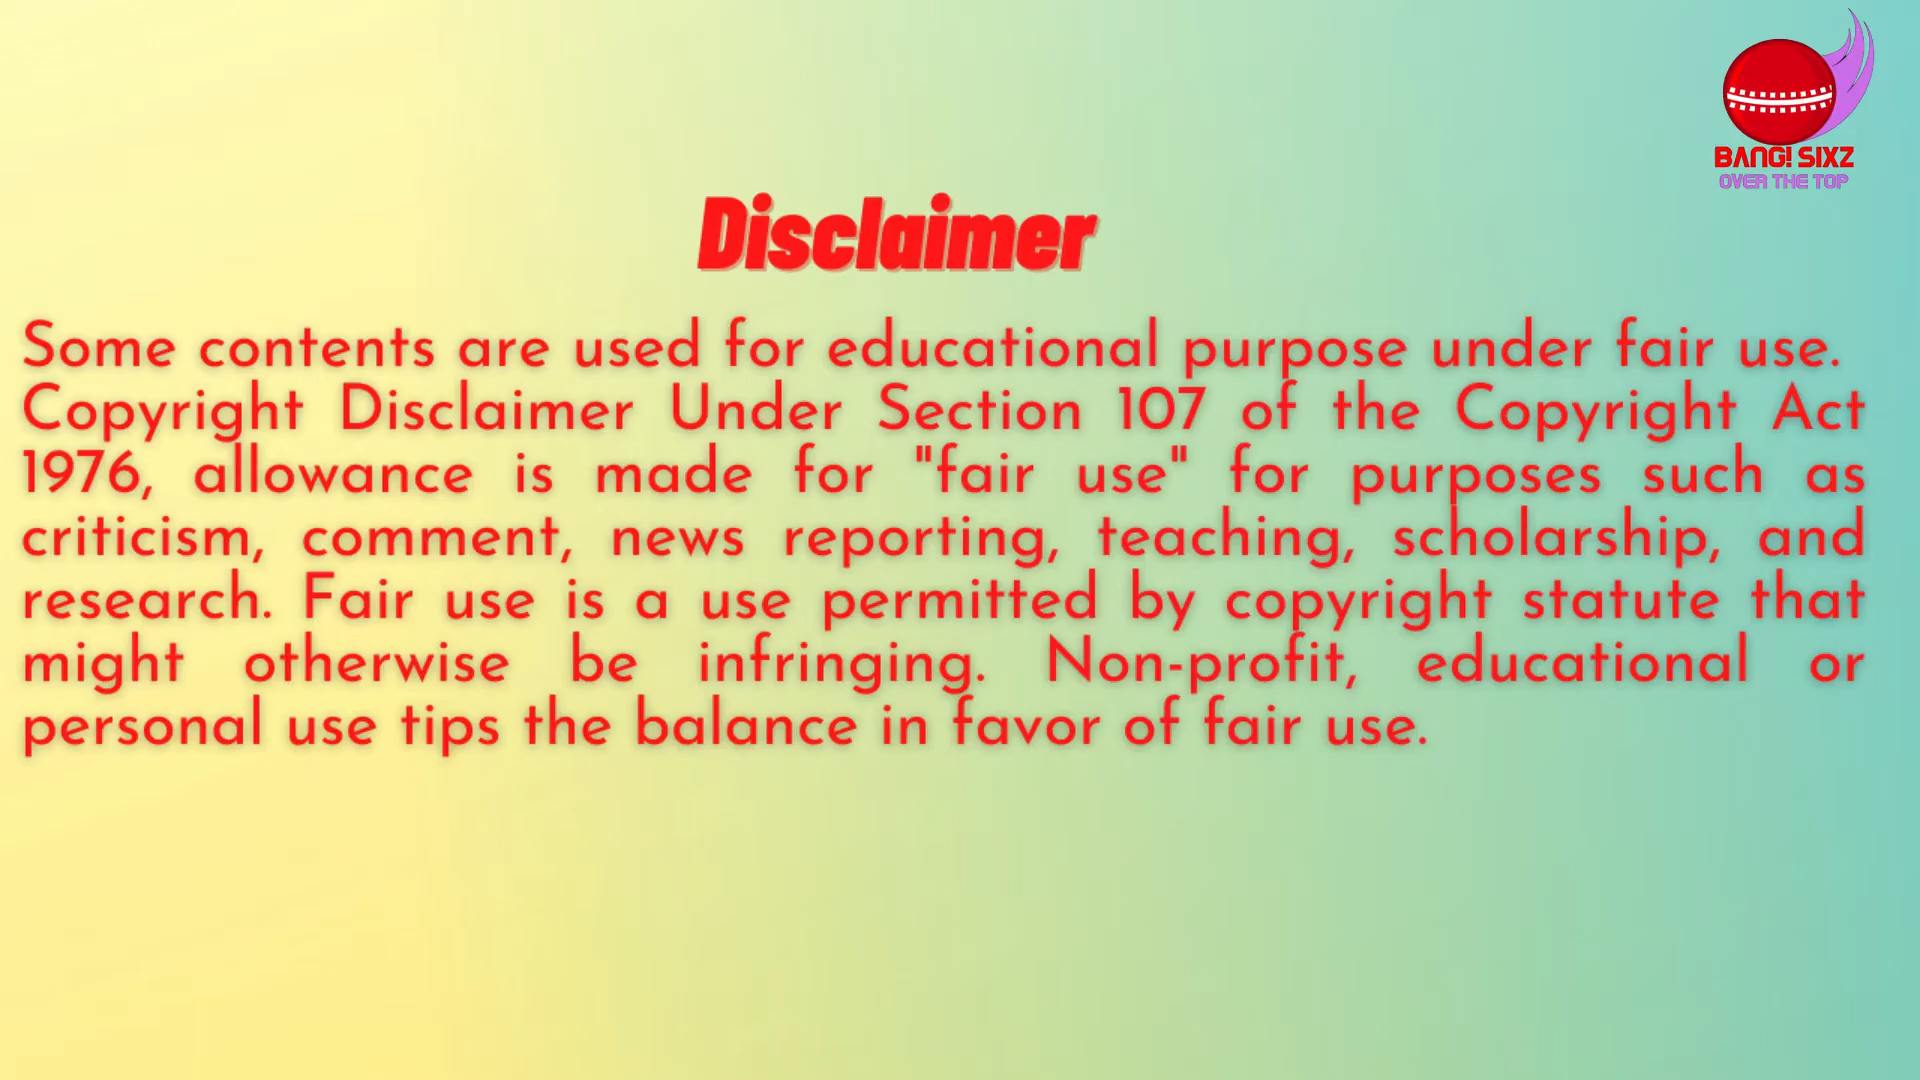 BANG! SIXZ
OVER THE TOP
Disclaimer
Some contents are used for educational purpose under fair use.
Copyright Disclaimer Under Section 107 of the Copyright Act
1976, allowance is made for "fair use" for purposes such as
criticism, comment, news reporting, teaching, scholarship, and
research. Fair use is a use permitted by copyright statute that
might otherwise be infringing. Non-profit, educational or
personal use tips the balance in favor of fair use.